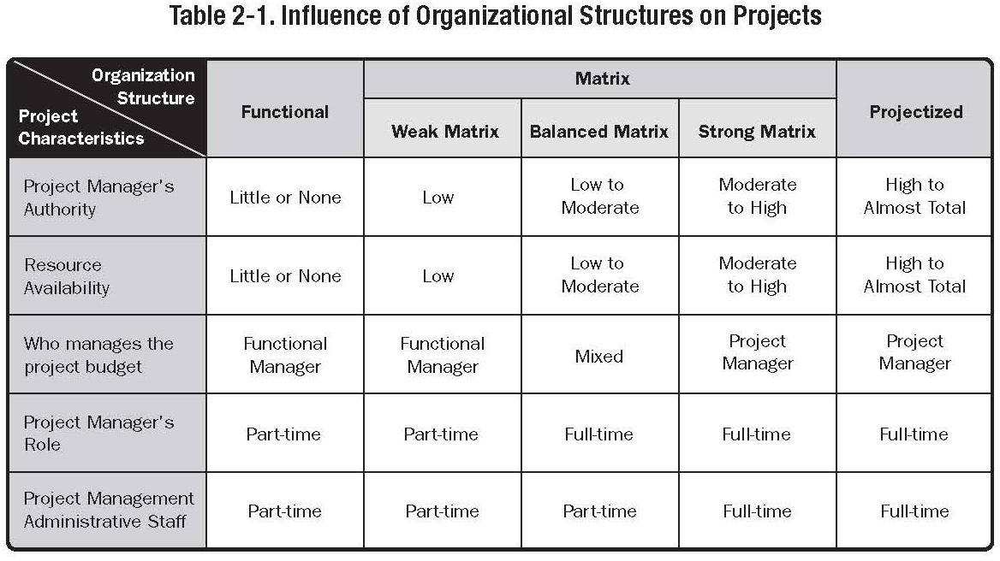 Table 2-1. Influence of Organizational Structures on Projects
Organization
Structure
Project
Characteristics
Functional
Matrix
Weak Matrix
Balanced Matrix
Strong Matrix
Projectized
Project Manager's
Authority
Little or None
Low
Low to
Moderate
Moderate
to High
High to
Almost Total
Resource
Availability
Little or None
Low
Low to
Moderate
Moderate
to High
High to
Almost Total
Who manages the
project budget
Functional
Manager
Functional
Manager
Mixed
Project
Manager
Project
Manager
Project Manager's
Role
Part-time
Part-time
Full-time
Full-time
Full-time
Project Management
Administrative Staff
Part-time
Part-time
Part-time
Full-time
Full-time